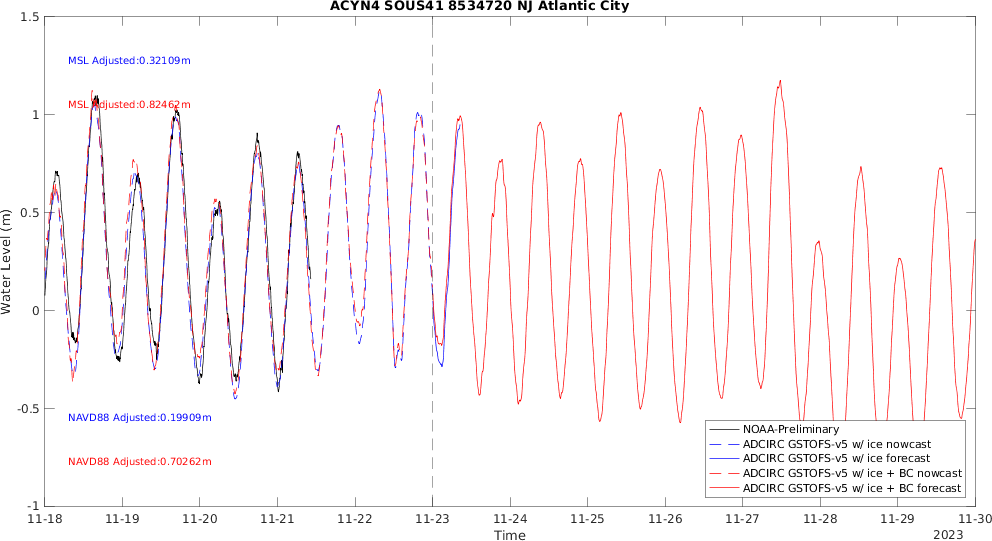 ACYN4 SOUS41 8534720 NJ Atlantic City
1.5
1
0.5
0
-0.5
-1
Water Level (m)
MSL Adjusted:0.32109m
MSL Adjusted:0.82462m
NAVD88 Adjusted:0.19909m
NAVD88 Adjusted:0.70262m
NOAA-Preliminary
ADCIRC GSTOFS-v5 w/ ice nowcast
ADCIRC GSTOFS-v5 w/ ice forecast
ADCIRC GSTOFS-v5 w/ ice + BC nowcast
ADCIRC GSTOFS-v5 w/ ice + BC forecast
11-18 11-19 11-20 11-21 11-22 11-23 11-24 11-25 11-26 11-27 11-28 11-29 11-30
Time
2023